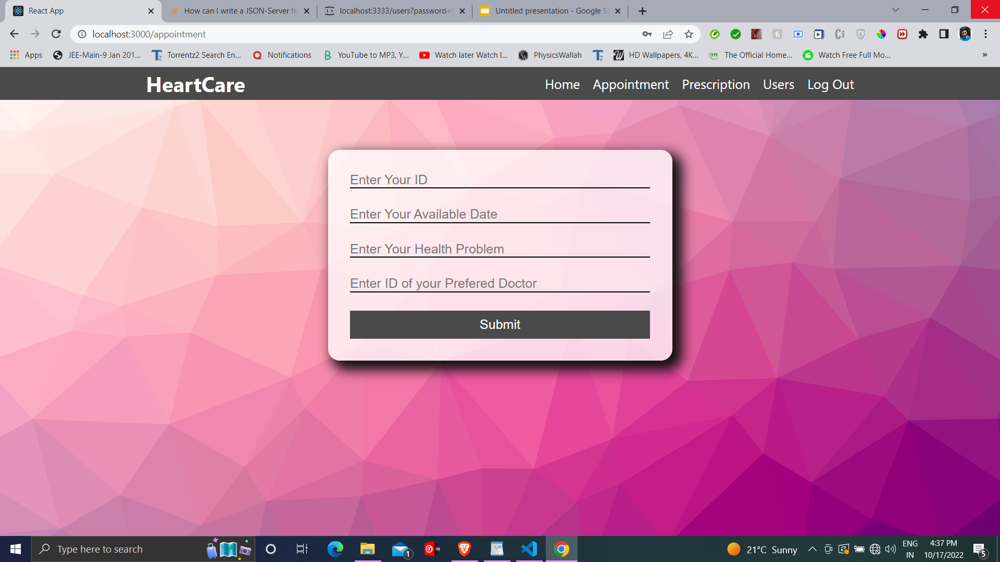 React App
How can I write a JSON-Server fe
localhost:3333/users?password=
Untitled presentation - Google Sl
localhost:3000/appointment
Apps
JEE-Main-9 Jan 201...
Torrentz2 Search En...
Notifications
YouTube to MP3, Y...
Watch later Watch l...
PhysicsWallah
HD Wallpapers, 4K...
The Official Home...
Watch Free Full Mo...
»
HeartCare
Home
Appointment
Prescription
Users
Log Out
Enter Your ID
Enter Your Available Date
Enter Your Health Problem
Enter ID of your Prefered Doctor
Submit
Type here to search
1
21°C Sunny
ENG
IN
4:37 PM
10/17/2022
5